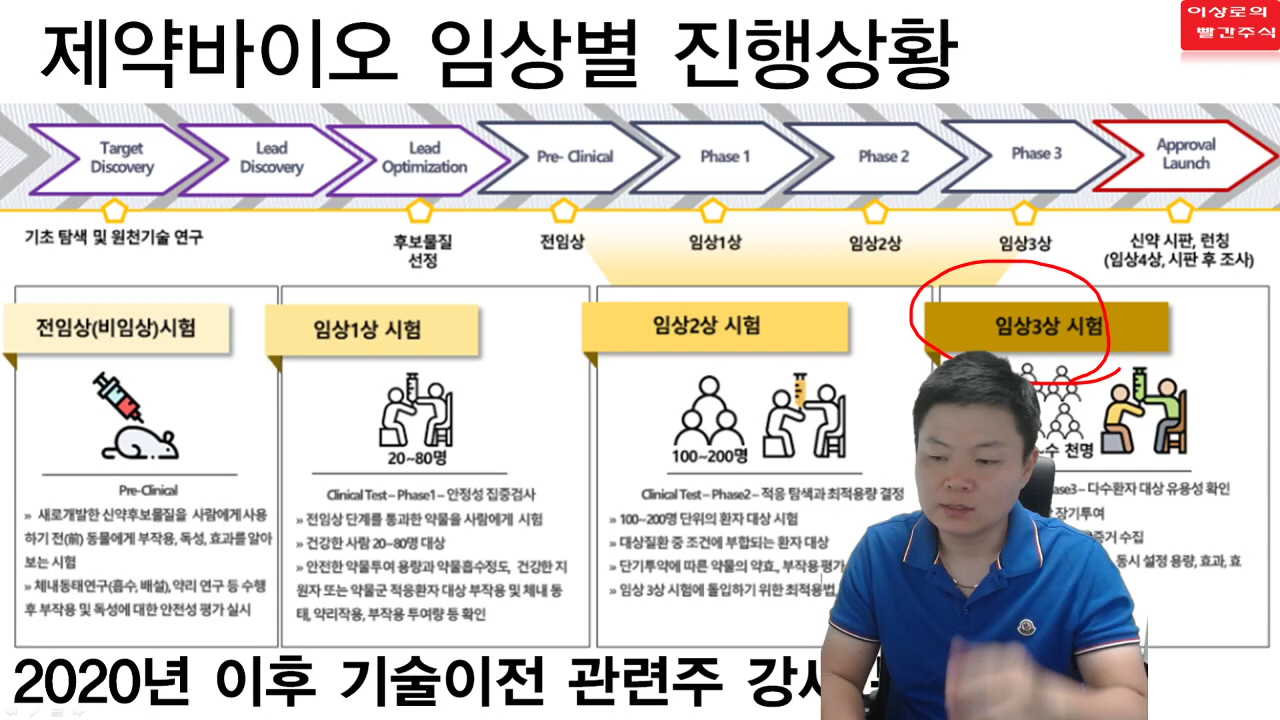 제약바이오 임상별 진행상황
이상로의
빨간주식
Target
Discovery
Lead
Discovery
Lead
Optimization
Pre- Clinical
Phase 1
Phase 2
Phase 3
Approval
Launch
기초 탐색 및 원천기술 연구
후보물질
선정
전임상
임상1상
임상2상
임상3상
신약 시판, 런칭
(임상4상, 시판 후 조사)
전임상(비임상)시험
Pre-Clinical
» 새로개발한 신약후보물질을 사람에게 사용
하기 전(前) 동물에게 부작용, 독성, 효과를 알아
보는 시험
» 체내동태연구(흡수, 배설), 약리 연구 등 수행
후 부작용 및 독성에 대한 안전성 평가 실시
임상1상 시험
20~80명
Clinical Test – Phase1 – 안정성 집중검사
» 전임상 단계를 통과한 약물을 사람에게 시험
» 건강한 사람 20~80명 대상
» 안전한 약물투여 용량과 약물흡수정도, 건강한 지
원자 또는 약물군 적응환자 대상 부작용 및 체내 동
태, 약리작용, 부작용 투여량 등 확인
임상2상 시험
100~200명
Clinical Test – Phase2 – 적응 탐색과 최적용량 결정
» 100~200명 단위의 환자 대상 시험
» 대상질환 중 조건에 부합되는 환자 대상
» 단기투약에 따른 약물의 약효, 부작용 평가
» 임상 3상 시험에 돌입하기 위한 최적용법,
임상3상 시험
~수 천명
Phase3 – 다수환자 대상 유용성 확인
장기투여
증거 수집
동시 설정 용량, 효과, 효
2020년 이후 기술이전 관련주